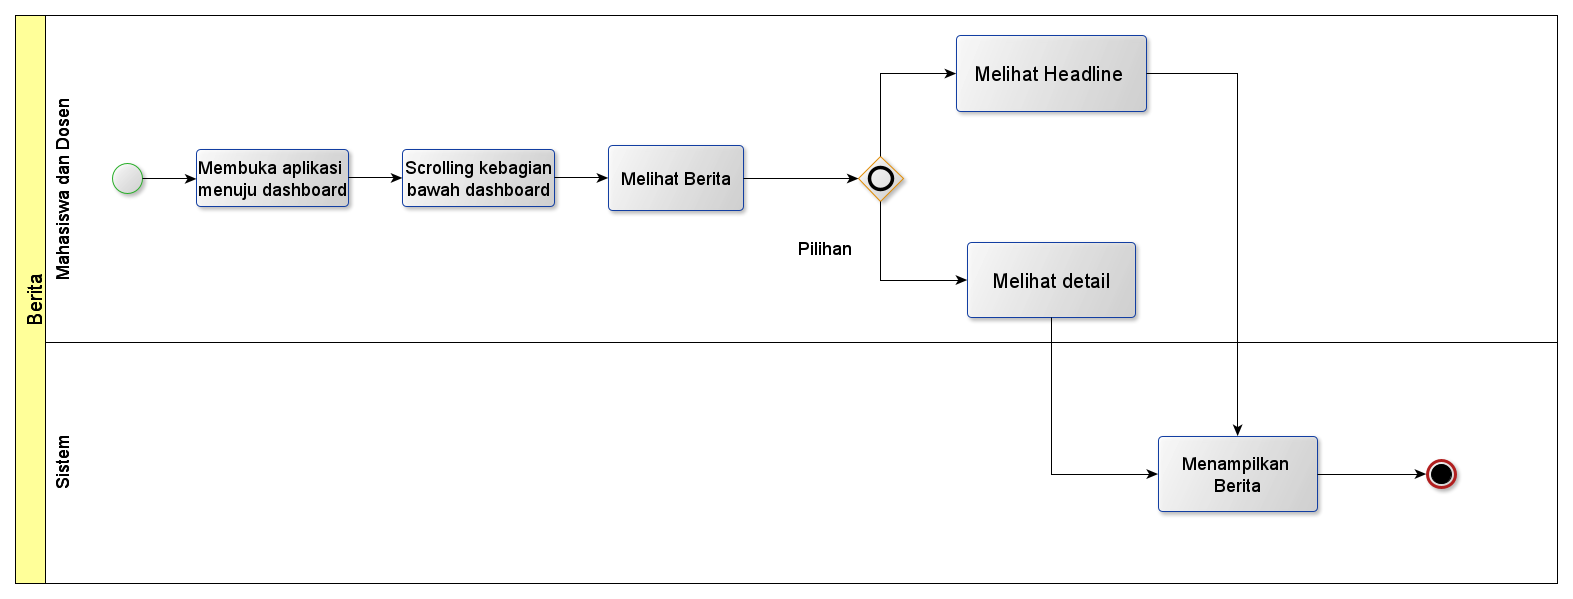 Berita
Mahasiswa dan Dosen
Membuka aplikasi
menuju dashboard
Scrolling kebagian
bawah dashboard
Melihat Berita
Pilihan
Melihat Headline
Melihat detail
Sistem
Menampilkan
Berita